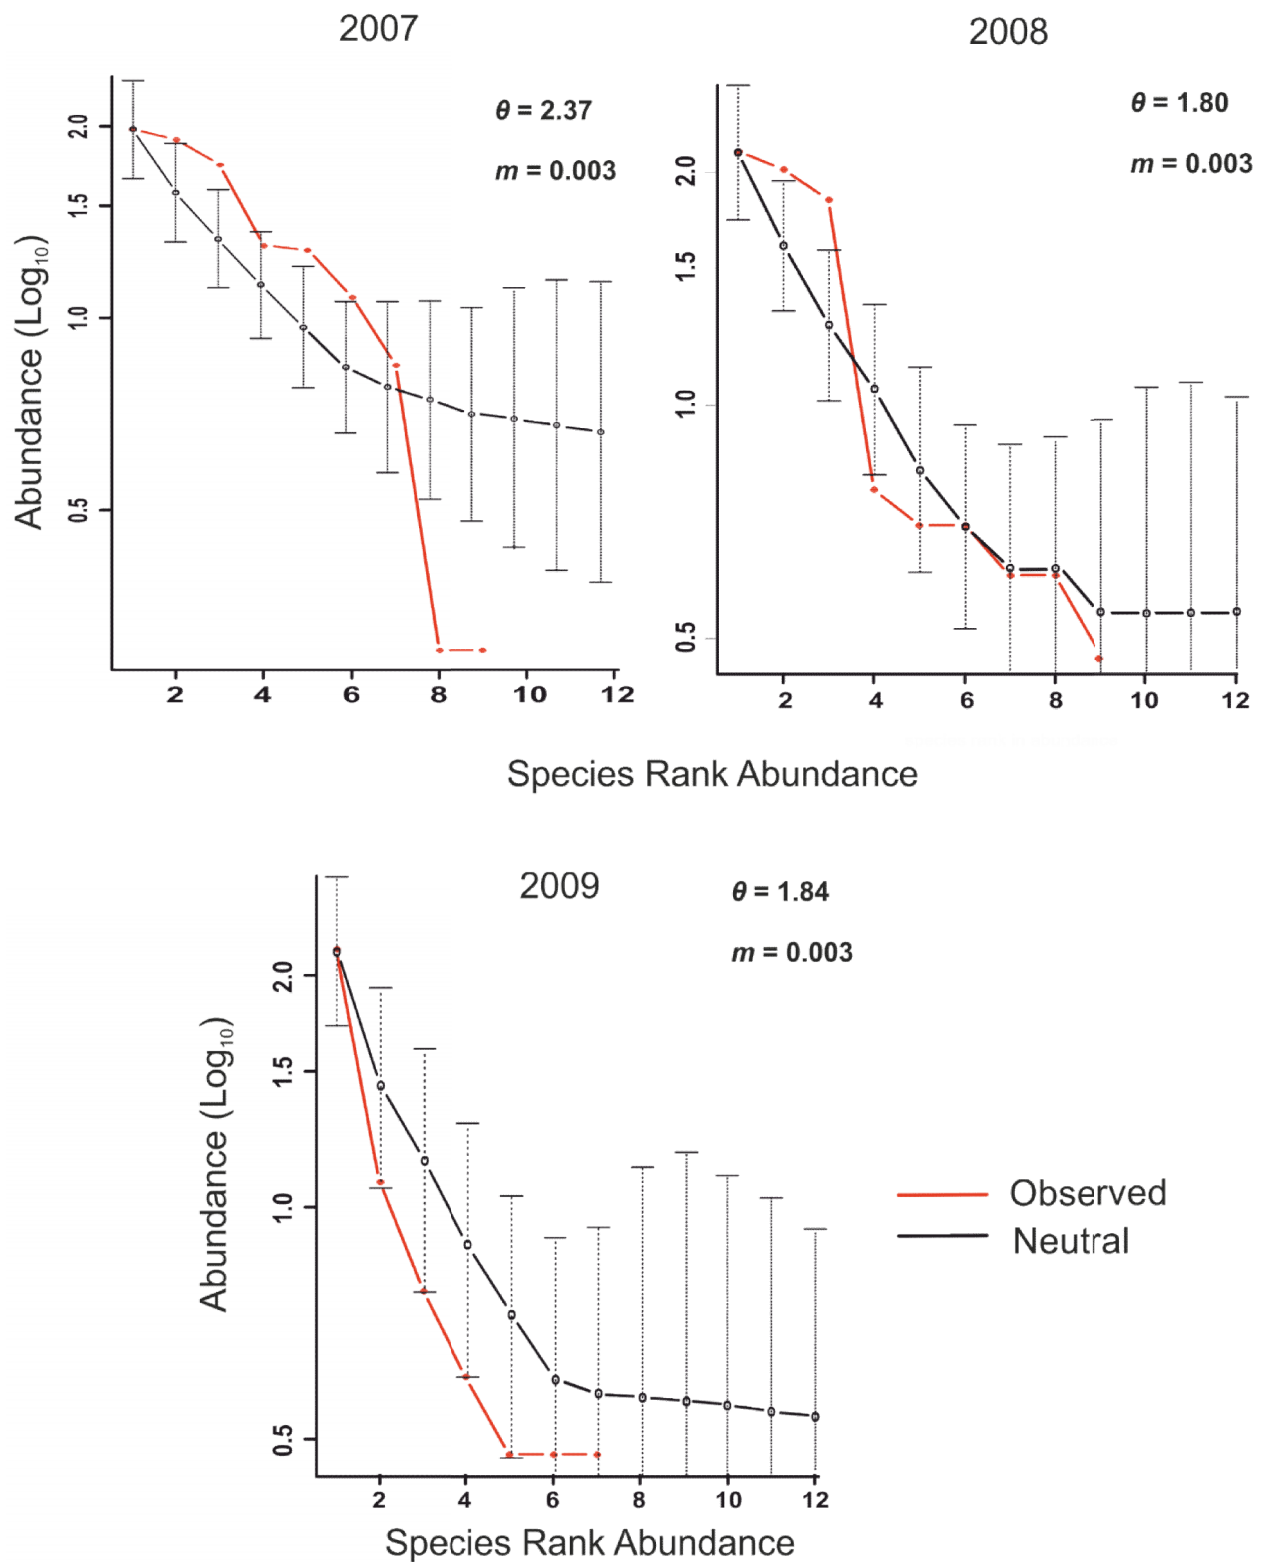 2007
2008
θ = 2.37
m = 0.003
Abundance (Log10)
2.0
1.5
1.0
0.5
2 4 6 8 10 12
θ = 1.80
m = 0.003
2.0
1.5
1.0
0.5
2 4 6 8 10 12
Species Rank Abundance
2009
θ = 1.84
m = 0.003
Abundance (Log10)
2.0
1.5
1.0
0.5
2 4 6 8 10 12
Species Rank Abundance
Observed
Neutral